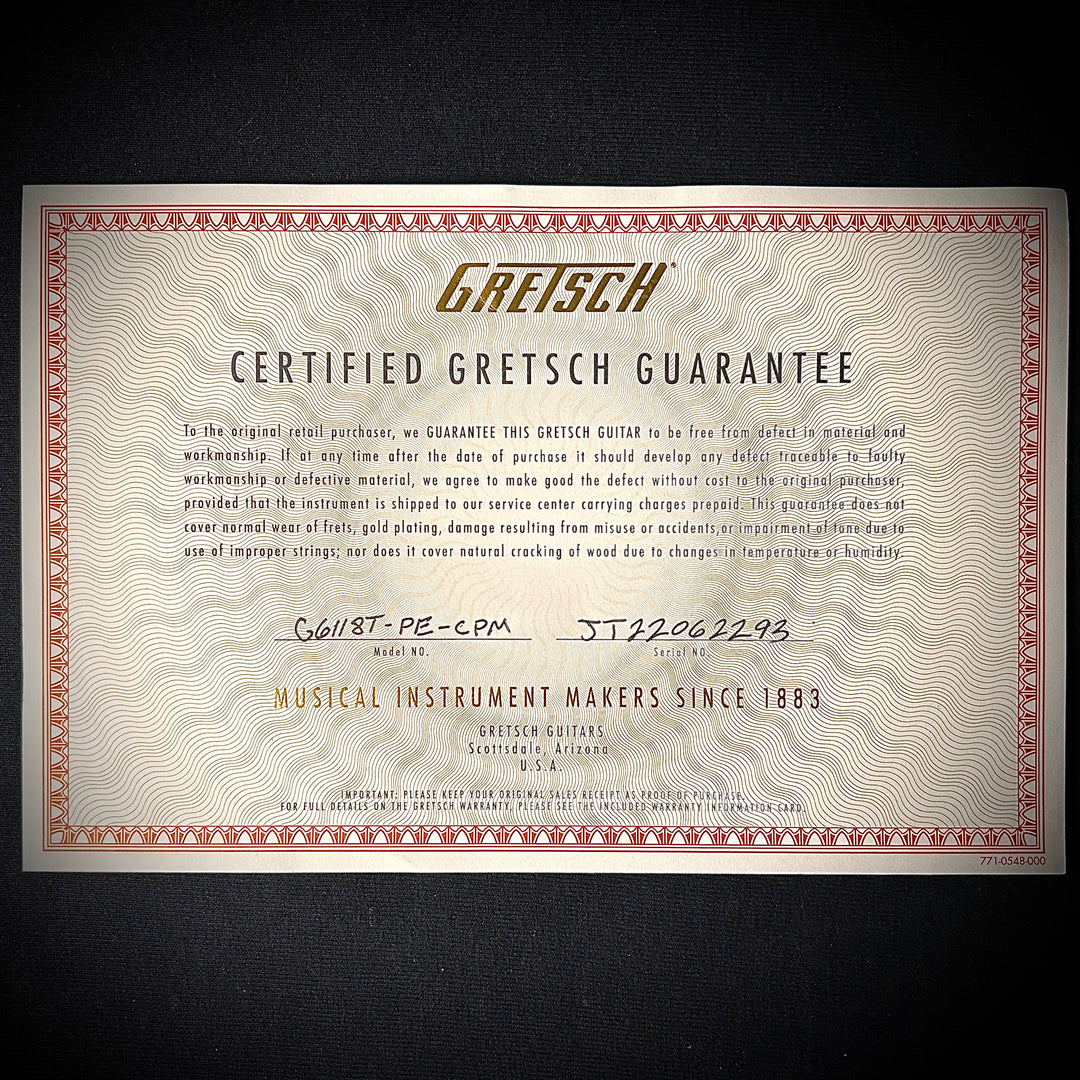 GRETSCH®
CERTIFIED GRETSCH GUARANTEE
To the original retail purchaser, we GUARANTEE THIS GRETSCH GUITAR to be free from defect in material and
workmanship. If at any time after the date of purchase it should develop any defect traceable to faulty
workmanship or defective material, we agree to make good the defect without cost to the original purchaser,
provided that the instrument is shipped to our service center carrying charges prepaid. This guarantee does not
cover normal wear of frets, gold plating, damage resulting from misuse or accidents, or impairment of tone due to
use of improper strings; nor does it cover natural cracking of wood due to changes in temperature or humidity.
G6118T-PE-CPM JT22062293
Model NO. Serial NO.
MUSICAL INSTRUMENT MAKERS SINCE 1883
GRETSCH GUITARS
Scottsdale, Arizona
U.S.A.
IMPORTANT: PLEASE KEEP YOUR ORIGINAL SALES RECEIPT AS PROOF OF PURCHASE.
FOR FULL DETAILS ON THE GRETSCH WARRANTY, PLEASE SEE THE INCLUDED WARRANTY INFORMATION CARD.
771-0548-000